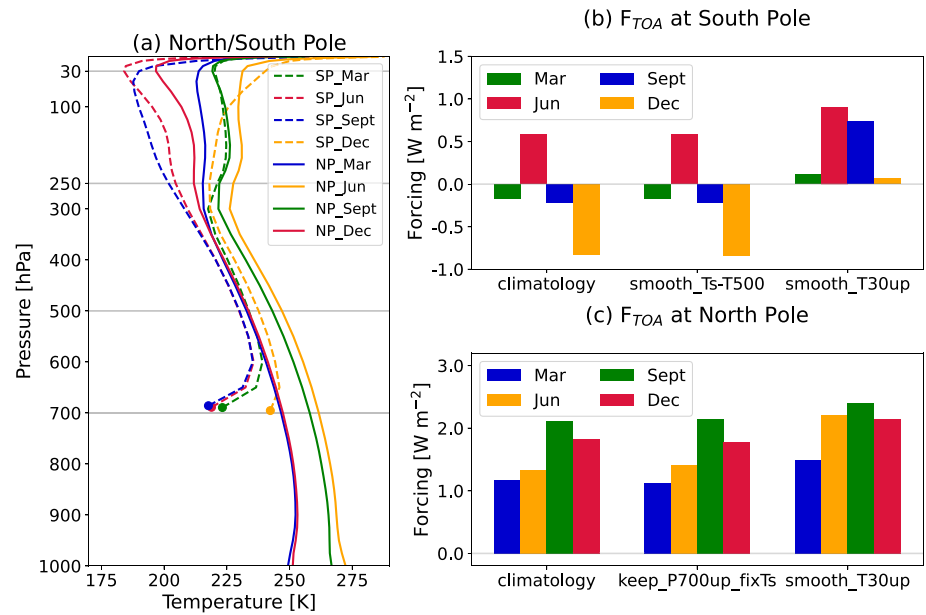 (a) North/South Pole
30
100
250
300
400
500
600
700
800
900
1000
Pressure [hPa]
SP_Mar
SP_Jun
SP_Sept
SP_Dec
NP_Mar
NP_Jun
NP_Sept
NP_Dec
175 200 225 250 275
Temperature [K]
(b) F_TOA at South Pole
1.5
1.0
0.5
0.0
-0.5
-1.0
Forcing [W m⁻²]
Mar Sept
Jun Dec
climatology smooth_Ts-T500 smooth_T30up
(c) F_TOA at North Pole
3.0
2.0
1.0
0.0
Forcing [W m⁻²]
Mar Sept
Jun Dec
climatology keep_P700up_fixTs smooth_T30up